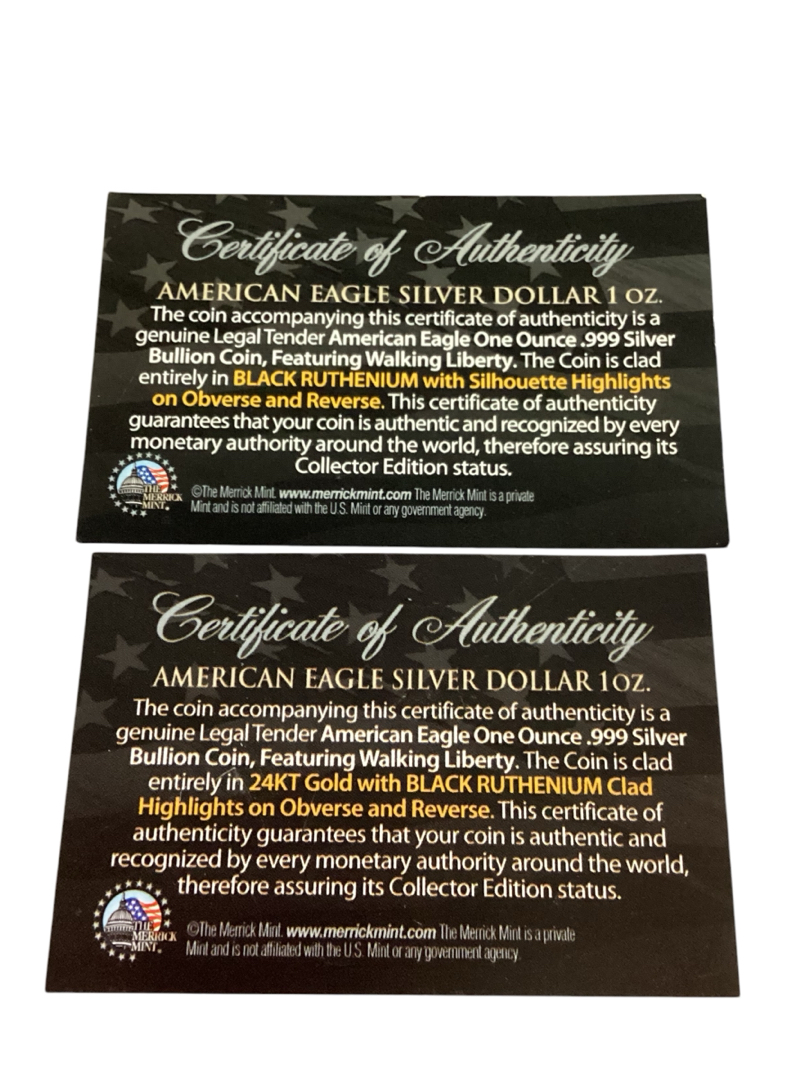 Certificate of Authenticity
AMERICAN EAGLE SILVER DOLLAR 1 OZ.
The coin accompanying this certificate of authenticity is a
genuine Legal Tender American Eagle One Ounce .999 Silver
Bullion Coin, Featuring Walking Liberty. The Coin is clad
entirely in BLACK RUTHENIUM with Silhouette Highlights
on Obverse and Reverse. This certificate of authenticity
guarantees that your coin is authentic and recognized by every
monetary authority around the world, therefore assuring its
Collector Edition status.
THE
MERRICK
MINT
©The Merrick Mint. www.merrickmint.com The Merrick Mint is a private
Mint and is not affiliated with the U.S. Mint or any government agency.
Certificate of Authenticity
AMERICAN EAGLE SILVER DOLLAR 1 OZ.
The coin accompanying this certificate of authenticity is a
genuine Legal Tender American Eagle One Ounce .999 Silver
Bullion Coin, Featuring Walking Liberty. The Coin is clad
entirely in 24KT Gold with BLACK RUTHENIUM Clad
Highlights on Obverse and Reverse. This certificate of
authenticity guarantees that your coin is authentic and
recognized by every monetary authority around the world,
therefore assuring its Collector Edition status.
THE
MERRICK
MINT
©The Merrick Mint. www.merrickmint.com The Merrick Mint is a private
Mint and is not affiliated with the U.S. Mint or any government agency.